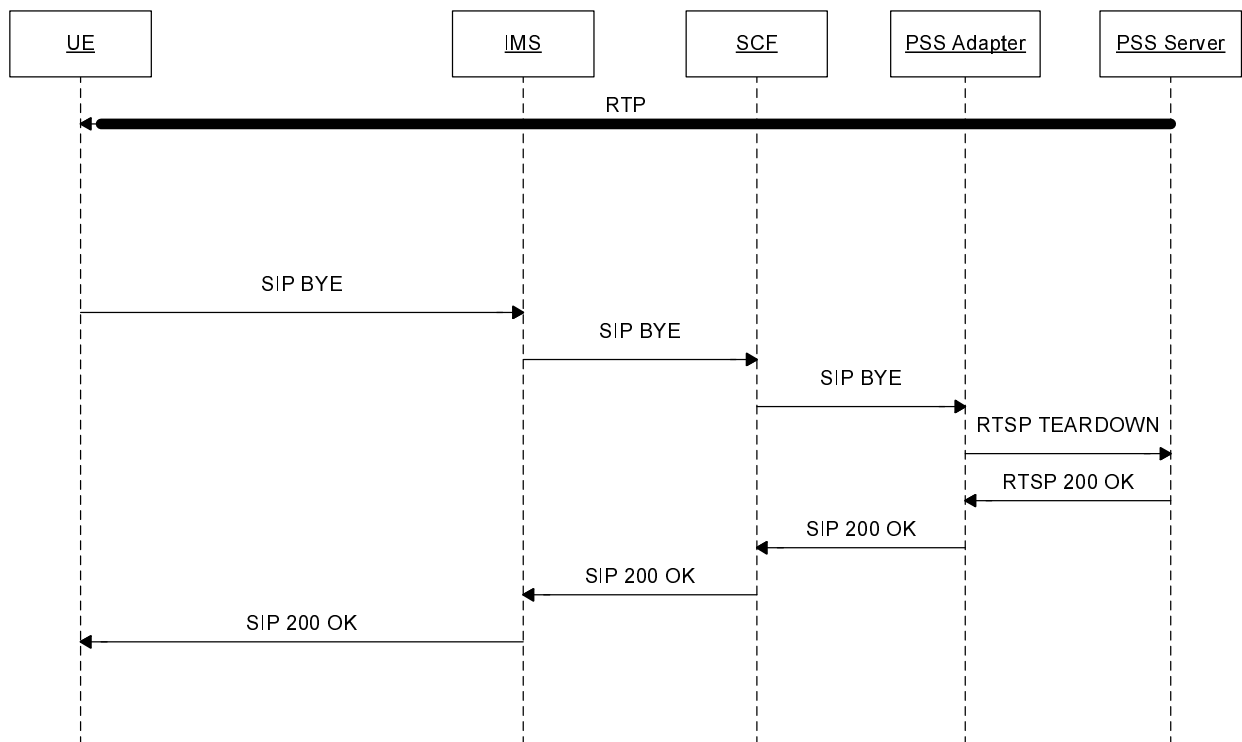 UE
IMS
SCF
PSS Adapter
PSS Server
RTP
SIP BYE
SIP BYE
SIP BYE
RTSP TEARDOWN
RTSP 200 OK
SIP 200 OK
SIP 200 OK
SIP 200 OK